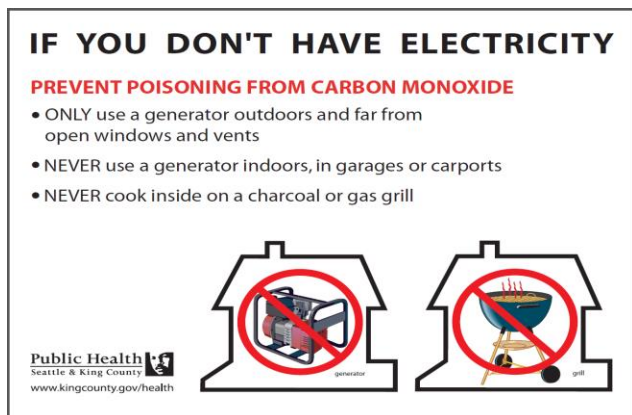 IF YOU DON'T HAVE ELECTRICITY
PREVENT POISONING FROM CARBON MONOXIDE
• ONLY use a generator outdoors and far from
open windows and vents
• NEVER use a generator indoors, in garages or carports
• NEVER cook inside on a charcoal or gas grill
generator
grill
Public Health
Seattle & King County
www.kingcounty.gov/health